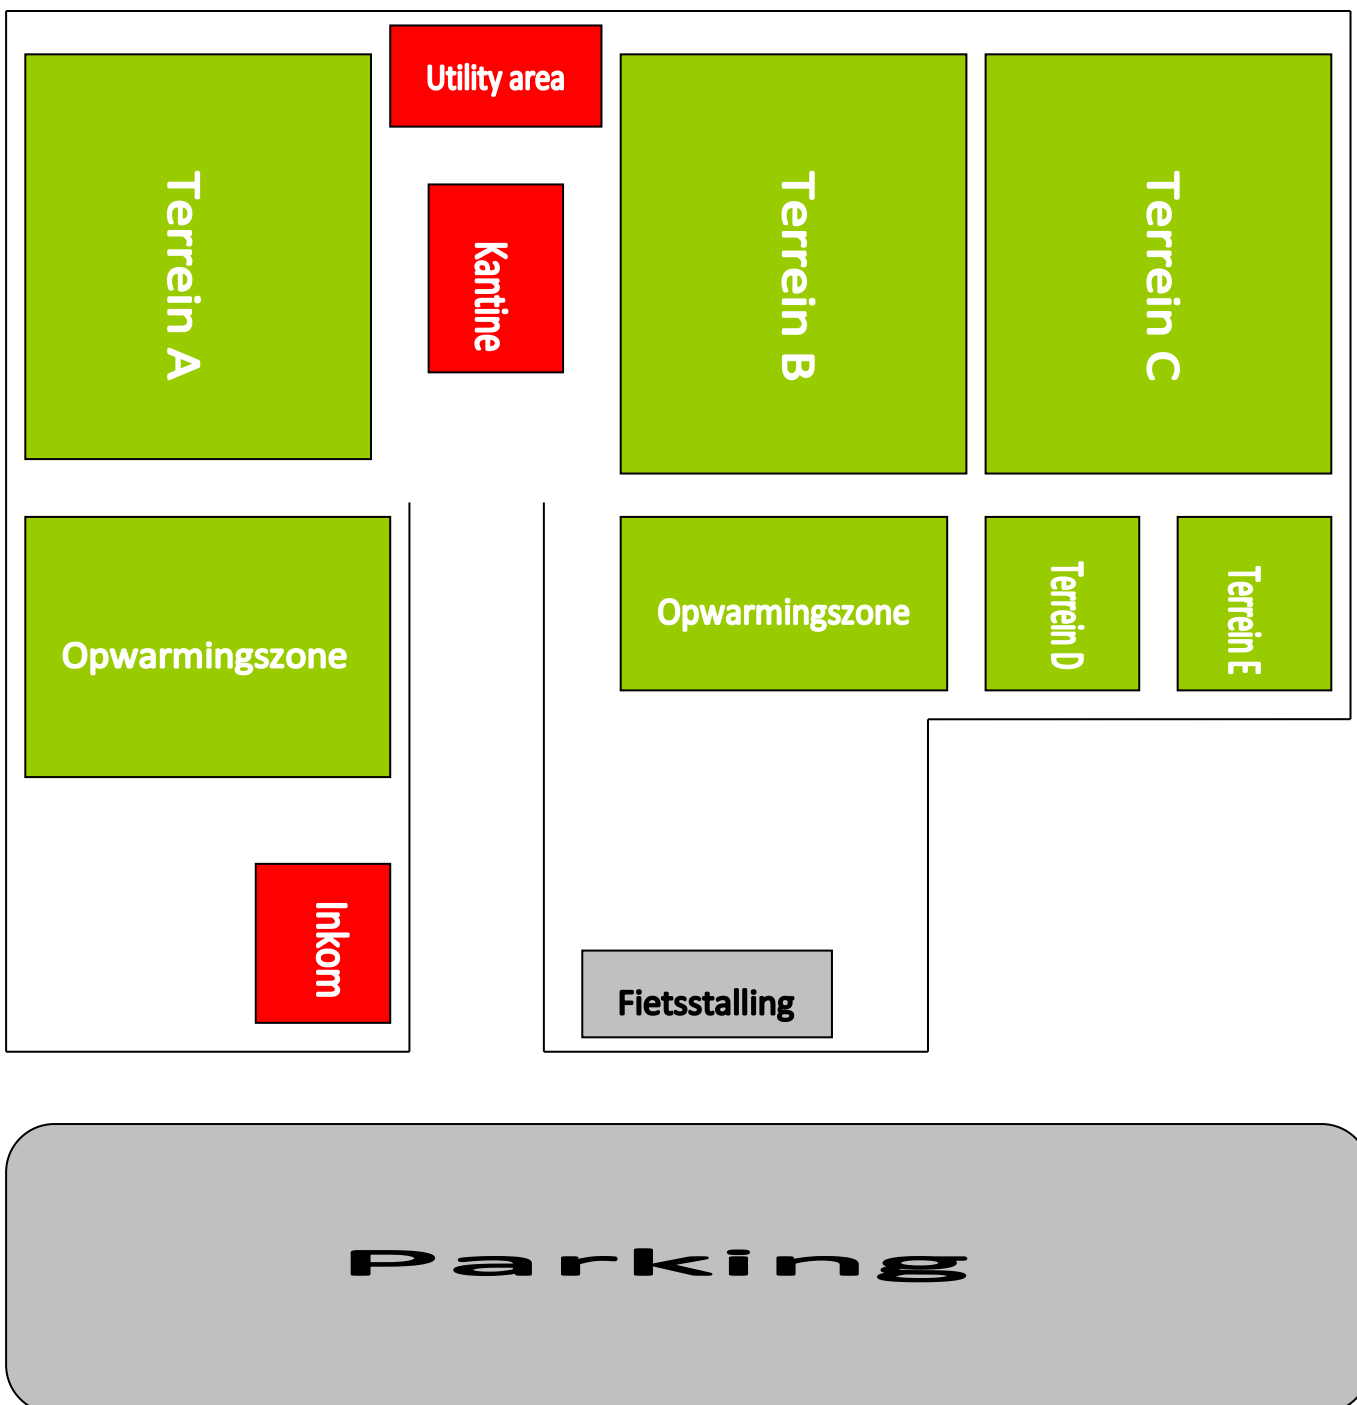 Utility area
Terrein A
Kantine
Terrein B
Terrein C
Opwarmingszone
Opwarmingszone
Terrein D
Terrein E
Inkom
Fietsstalling
Parking